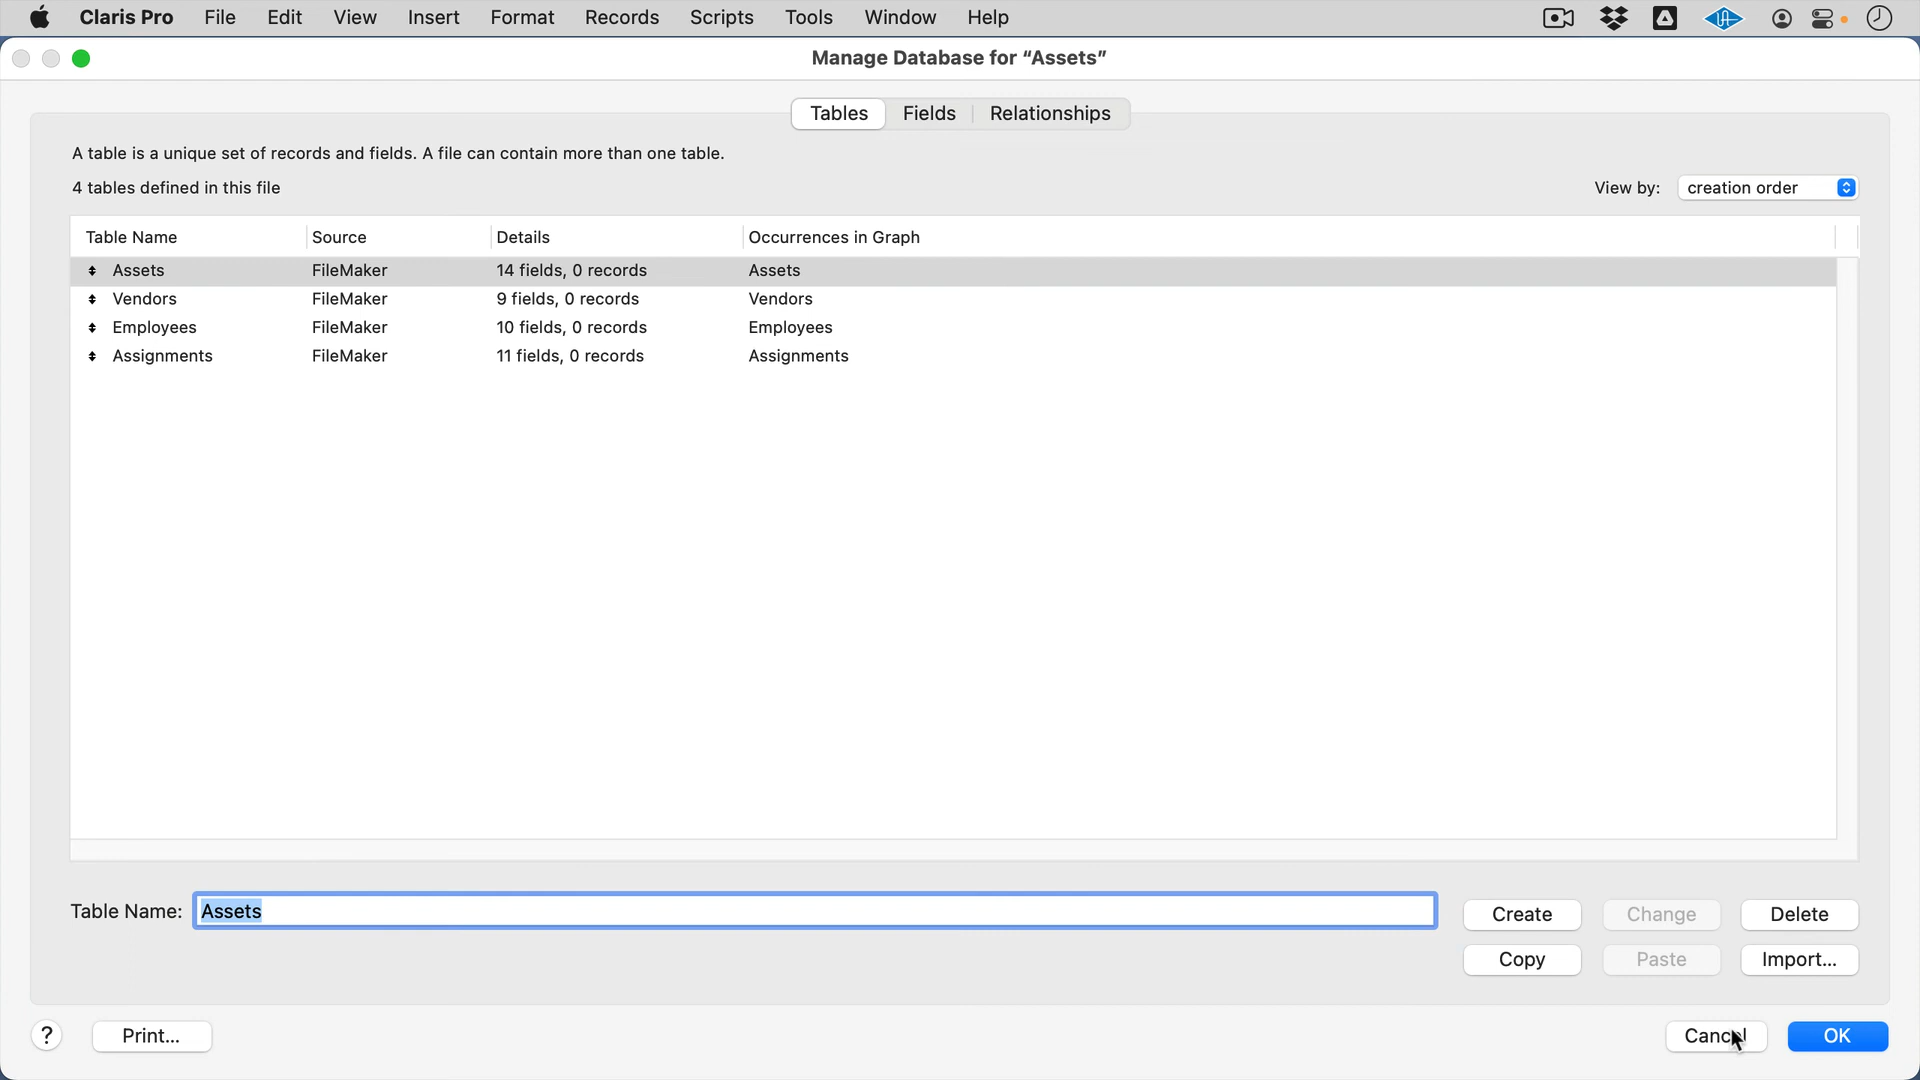 Claris Pro File Edit View Insert Format Records Scripts Tools Window Help
Manage Database for “Assets”
Tables Fields Relationships
A table is a unique set of records and fields. A file can contain more than one table.
4 tables defined in this file
View by: creation order
Table Name Source Details Occurrences in Graph
Assets FileMaker 14 fields, 0 records Assets
Vendors FileMaker 9 fields, 0 records Vendors
Employees FileMaker 10 fields, 0 records Employees
Assignments FileMaker 11 fields, 0 records Assignments
Table Name: Assets
Create Change Delete
Copy Paste Import...
? Print... Cancel OK